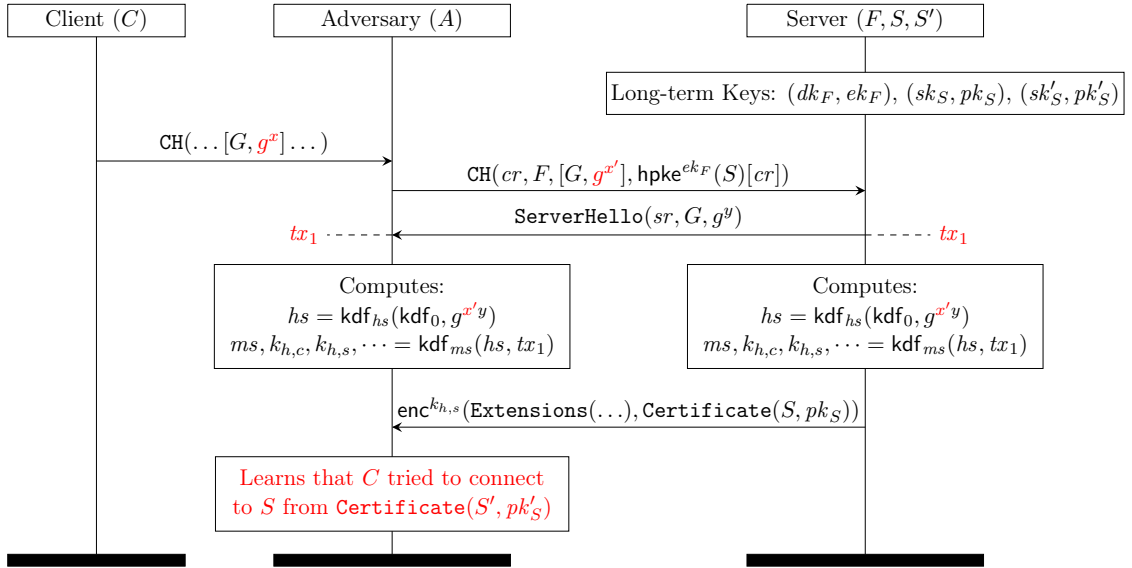 Client (C)
Adversary (A)
Server (F, S, S′)
Long-term Keys: (dk_F, ek_F), (sk_S, pk_S), (sk′_S, pk′_S)
CH(... [G, g^x] ...)
CH(cr, F, [G, g^{x′}], hpke^{ek_F}(S)[cr])
ServerHello(sr, G, g^y)
tx_1
tx_1
Computes:
hs = kdf_{hs}(kdf_0, g^{x′y})
ms, k_{h,c}, k_{h,s}, ··· = kdf_{ms}(hs, tx_1)
Computes:
hs = kdf_{hs}(kdf_0, g^{x′y})
ms, k_{h,c}, k_{h,s}, ··· = kdf_{ms}(hs, tx_1)
enc^{k_{h,s}}(Extensions(...), Certificate(S, pk_S))
Learns that C tried to connect
to S from Certificate(S′, pk′_S)